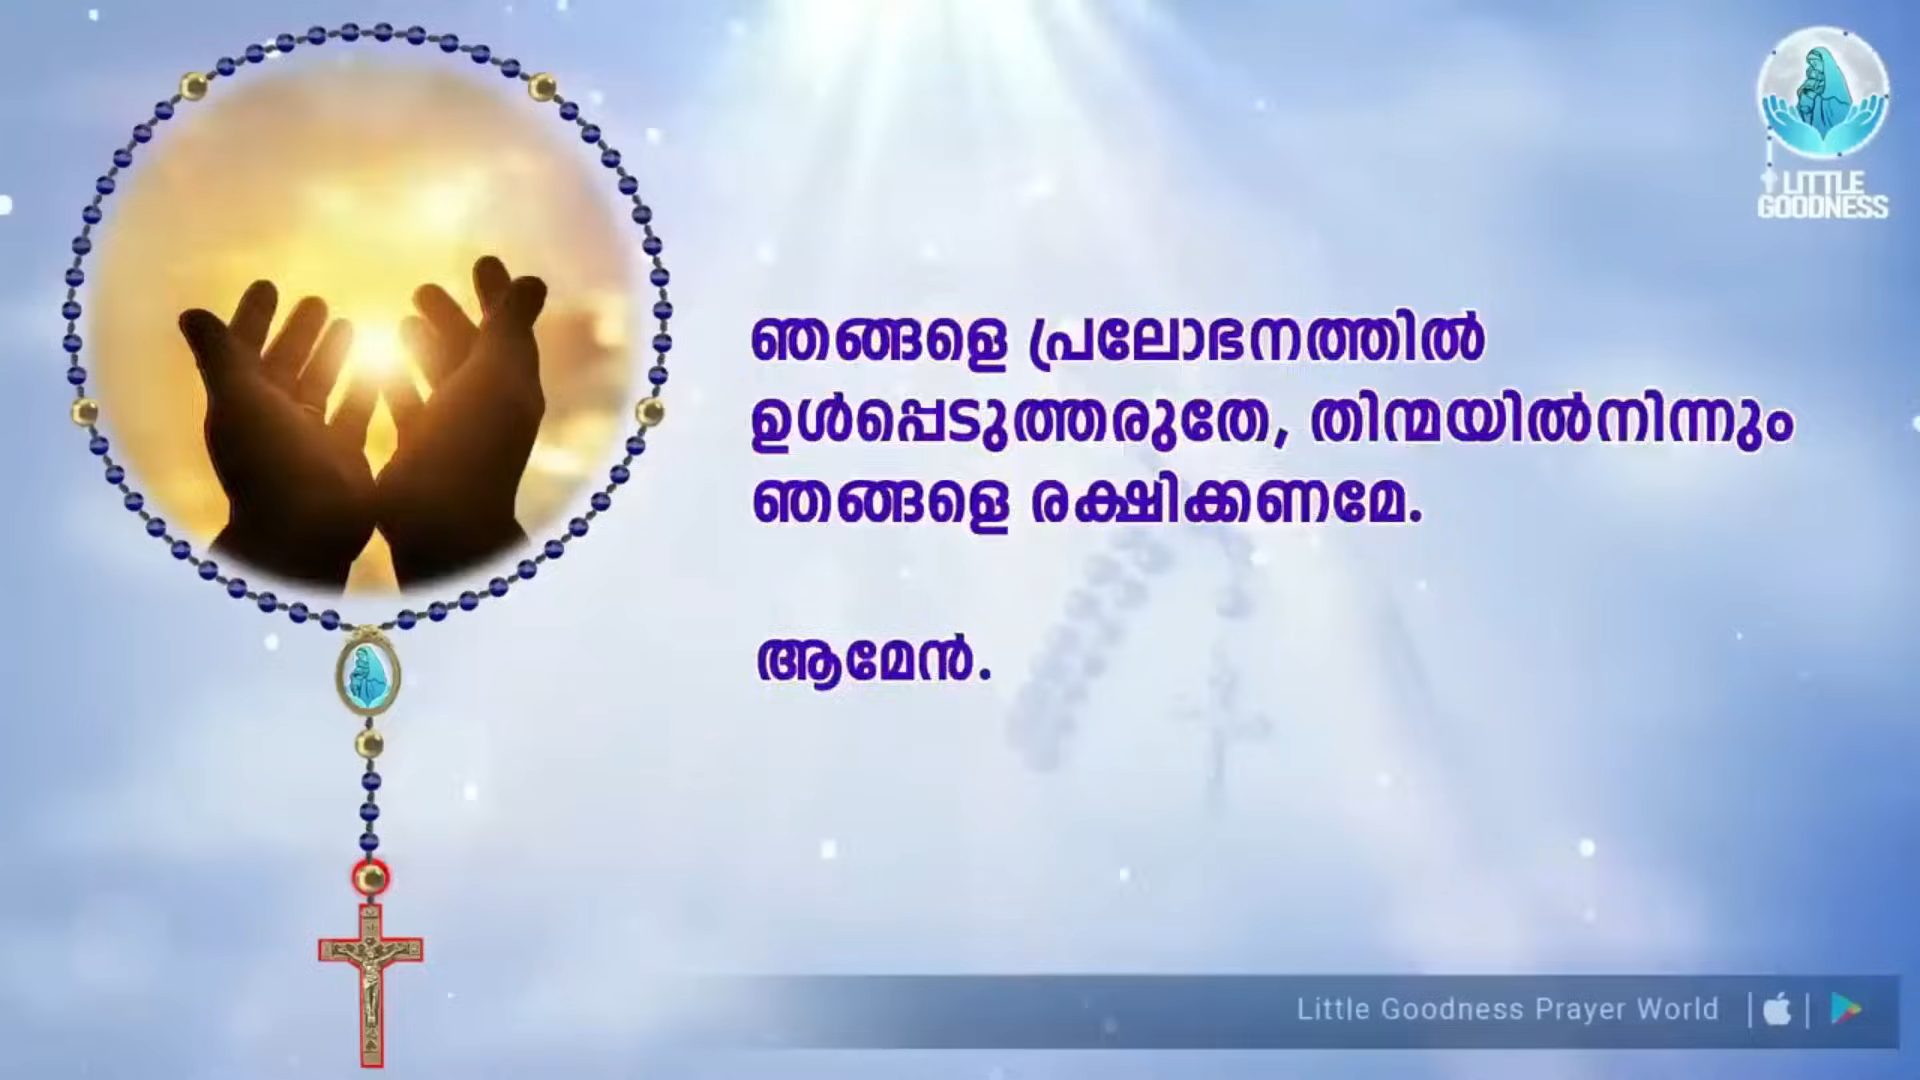 ഞങ്ങളെ പ്രലോഭനത്തിൽ
ഉൾപ്പെടുത്തരുതേ, തിന്മയിൽനിന്നും
ഞങ്ങളെ രക്ഷിക്കണമേ.
ആമേൻ.
LITTLE
GOODNESS
Little Goodness Prayer World